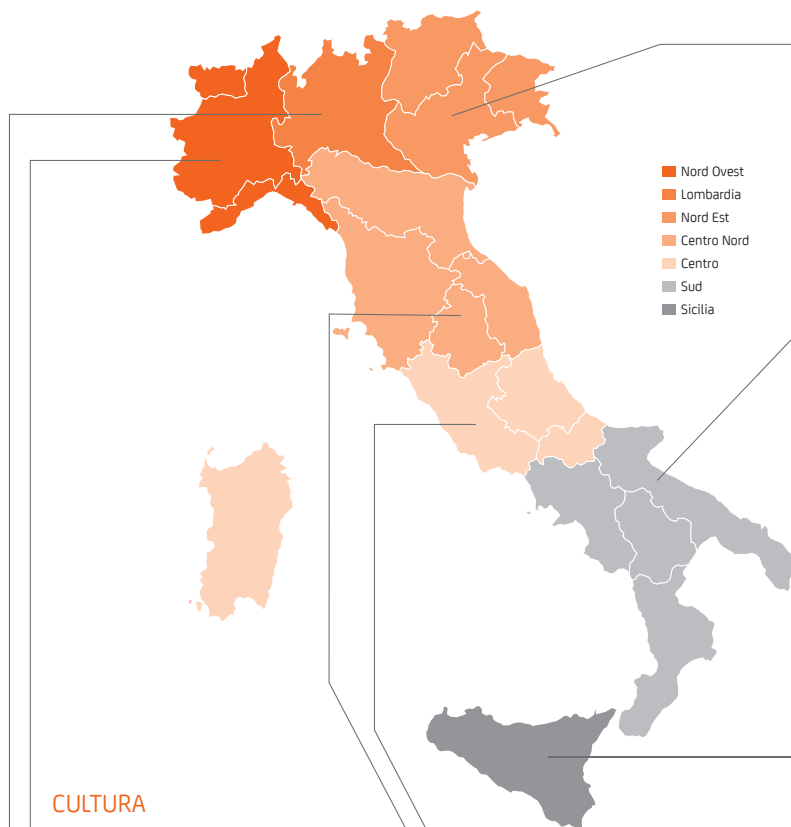 Nord Ovest
Lombardia
Nord Est
Centro Nord
Centro
Sud
Sicilia
CULTURA